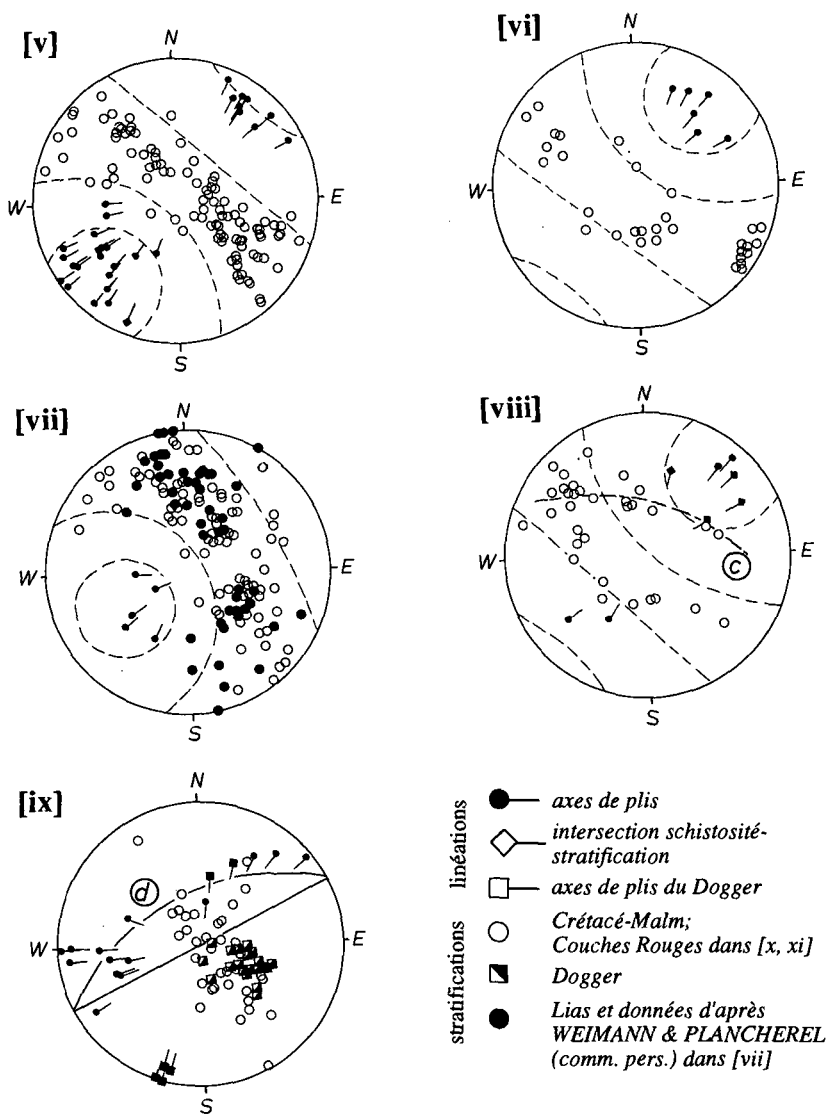 [v]
N
W
E
S
[vi]
N
W
E
S
[vii]
N
W
E
S
[viii]
N
W
E
c
S
[ix]
N
d
W
E
S
linéations
axes de plis
intersection schistosité-
stratification
axes de plis du Dogger
stratifications
Crétacé-Malm;
Couches Rouges dans [x, xi]
Dogger
Lias et données d'après
WEIMANN & PLANCHEREL
(comm. pers.) dans [vii]